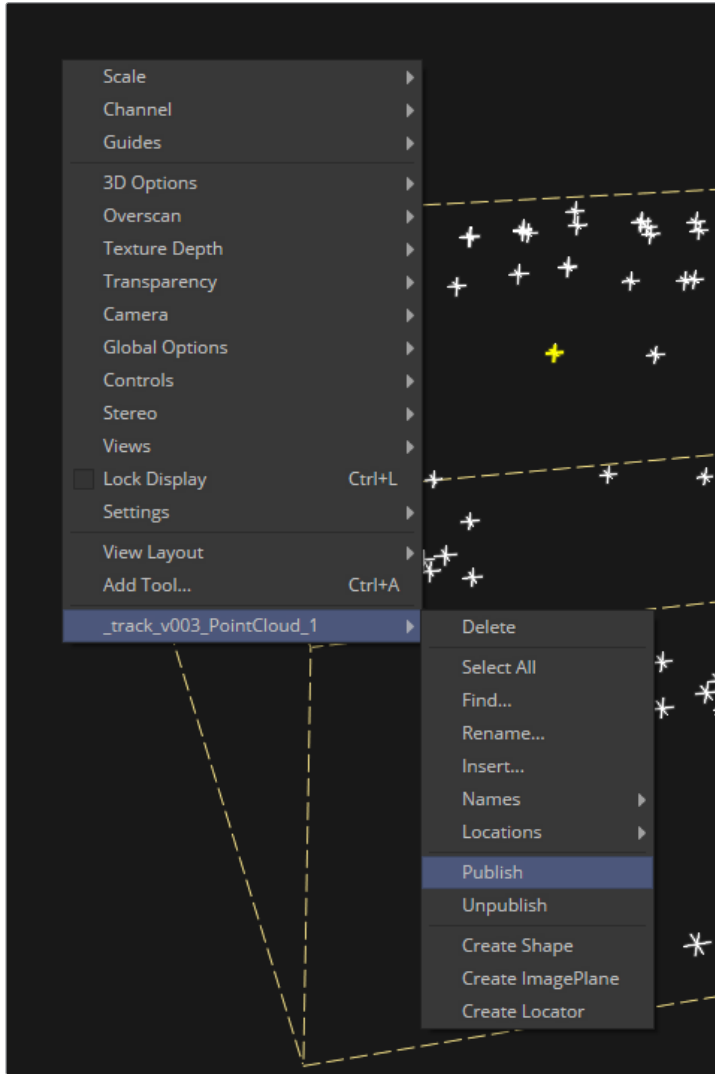 Scale
Channel
Guides
3D Options
Overscan
Texture Depth
Transparency
Camera
Global Options
Controls
Stereo
Views
Lock Display Ctrl+L
Settings
View Layout
Add Tool... Ctrl+A
_track_v003_PointCloud_1
Delete
Select All
Find...
Rename...
Insert...
Names
Locations
Publish
Unpublish
Create Shape
Create ImagePlane
Create Locator